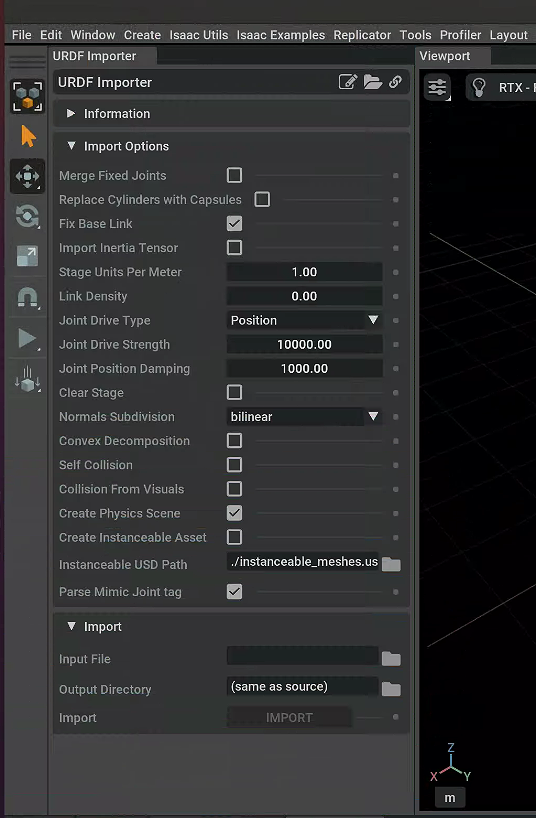 File Edit Window Create Isaac Utils Isaac Examples Replicator Tools Profiler Layout
URDF Importer
Viewport
URDF Importer
RTX -
Information
Import Options
Merge Fixed Joints
Replace Cylinders with Capsules
Fix Base Link
Import Inertia Tensor
Stage Units Per Meter 1.00
Link Density 0.00
Joint Drive Type Position
Joint Drive Strength 10000.00
Joint Position Damping 1000.00
Clear Stage
Normals Subdivision bilinear
Convex Decomposition
Self Collision
Collision From Visuals
Create Physics Scene
Create Instanceable Asset
Instanceable USD Path ./instanceable_meshes.us
Parse Mimic Joint tag
Import
Input File
Output Directory (same as source)
Import IMPORT
Z
X Y
m